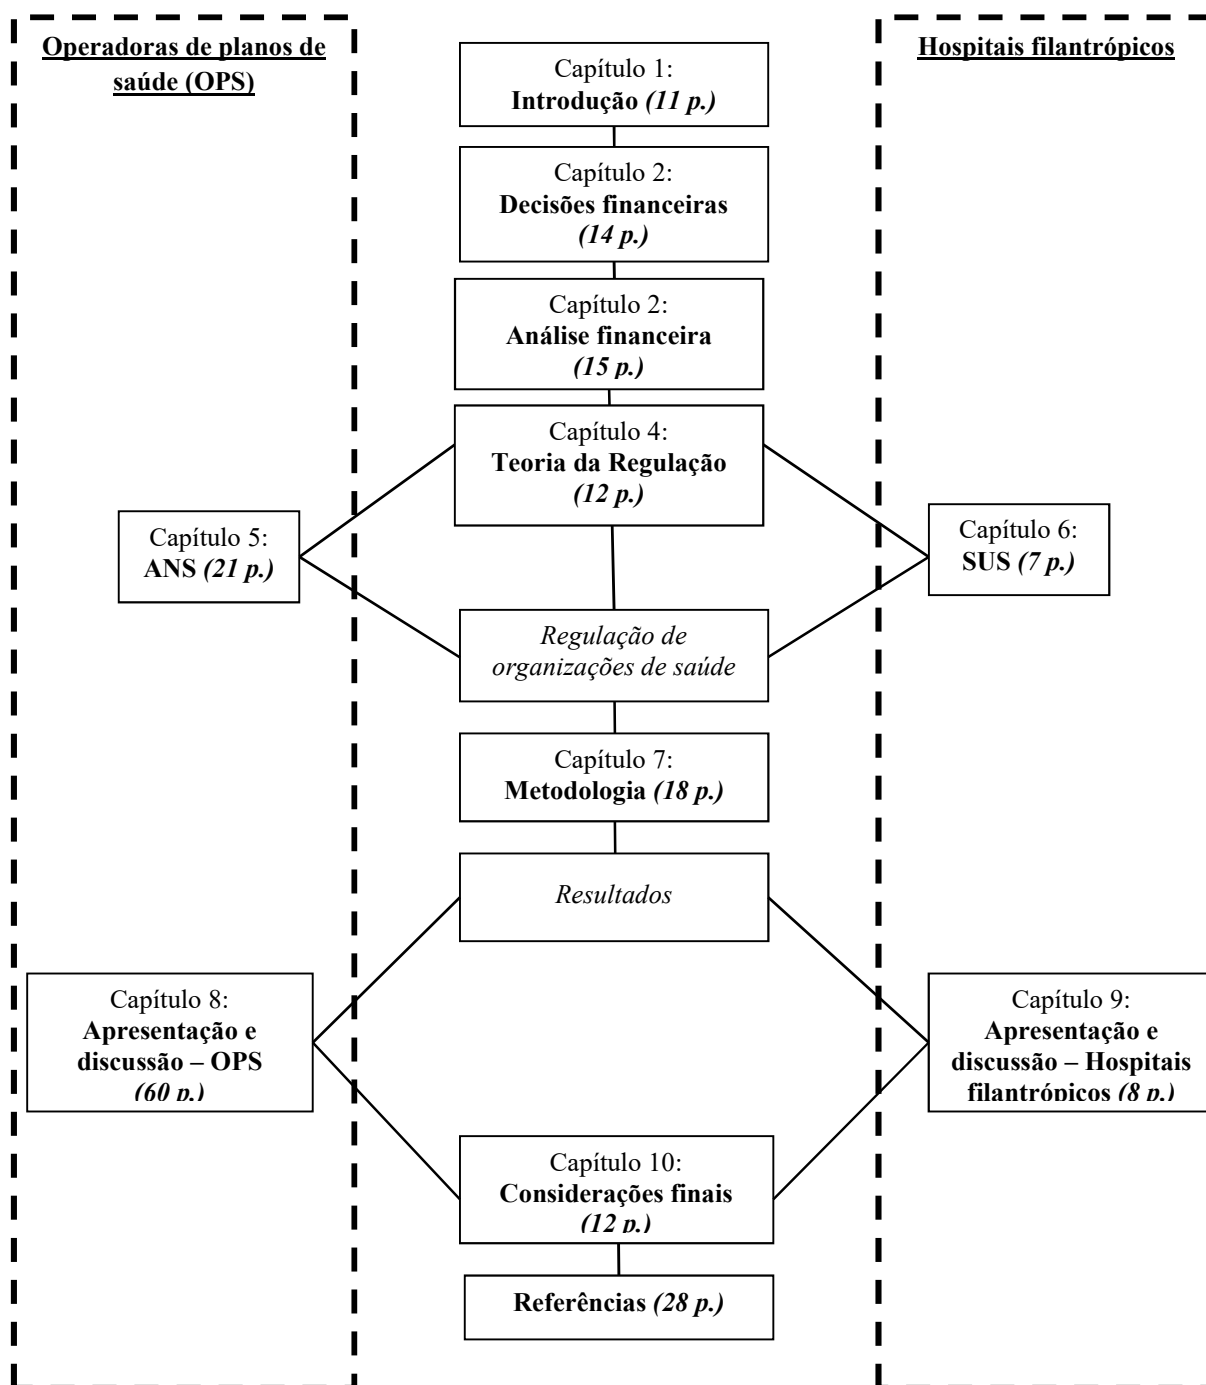 Operadoras de planos de
saúde (OPS)
Hospitais filantrópicos
Capítulo 1:
Introdução (11 p.)
Capítulo 2:
Decisões financeiras
(14 p.)
Capítulo 2:
Análise financeira
(15 p.)
Capítulo 4:
Teoria da Regulação
(12 p.)
Capítulo 5:
ANS (21 p.)
Capítulo 6:
SUS (7 p.)
Regulação de
organizações de saúde
Capítulo 7:
Metodologia (18 p.)
Resultados
Capítulo 8:
Apresentação e
discussão – OPS
(60 p.)
Capítulo 9:
Apresentação e
discussão – Hospitais
filantrópicos (8 p.)
Capítulo 10:
Considerações finais
(12 p.)
Referências (28 p.)